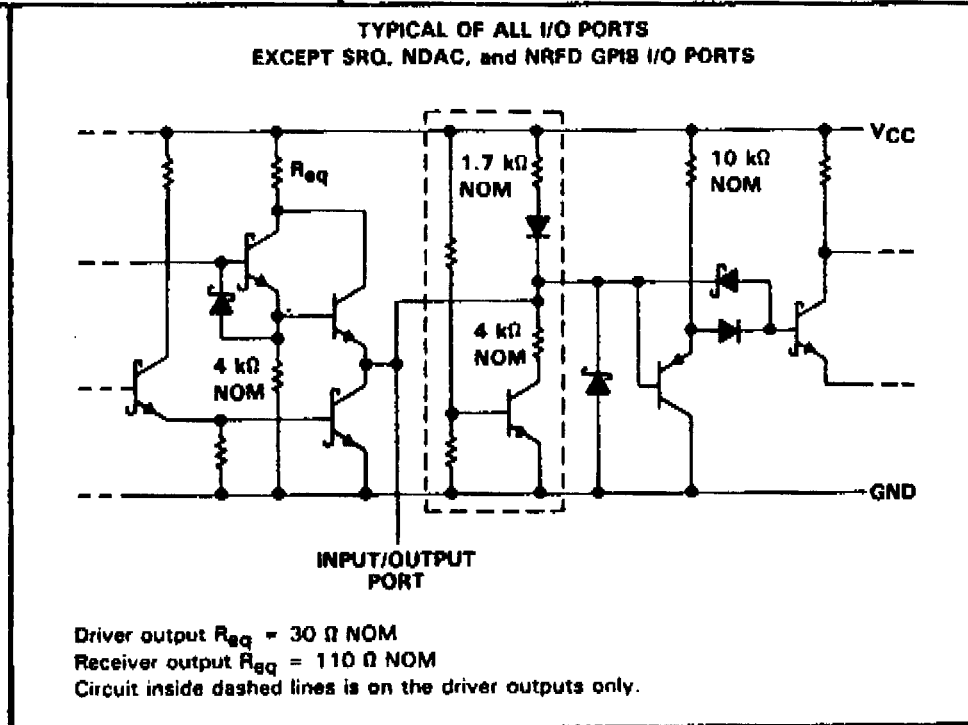 TYPICAL OF ALL I/O PORTS
EXCEPT SRQ, NDAC, and NRFD GPIB I/O PORTS
VCC
Req
1.7 kΩ
NOM
10 kΩ
NOM
4 kΩ
NOM
4 kΩ
NOM
GND
INPUT/OUTPUT
PORT
Driver output Req = 30 Ω NOM
Receiver output Req = 110 Ω NOM
Circuit inside dashed lines is on the driver outputs only.